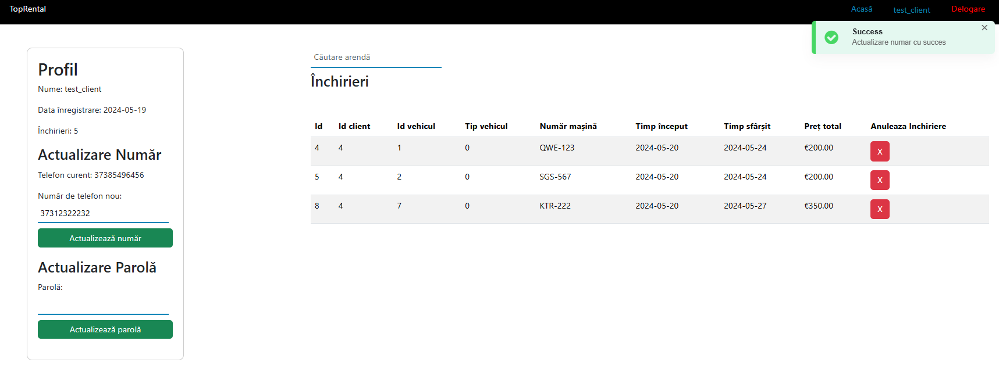 TopRental
Acasă test_client Delogare
Success
Actualizare numar cu succes
Profil
Nume: test_client
Data înregistrare: 2024-05-19
Închirieri: 5
Actualizare Număr
Telefon curent: 37385496456
Număr de telefon nou:
37312322232
Actualizează număr
Actualizare Parolă
Parolă:
Actualizează parolă
Căutare arendă
Închirieri
Id Id client Id vehicul Tip vehicul Număr mașină Timp început Timp sfârșit Preț total Anuleaza Inchiriere
4 4 1 0 QWE-123 2024-05-20 2024-05-24 €200.00 X
5 4 2 0 SGS-567 2024-05-20 2024-05-24 €200.00 X
8 4 7 0 KTR-222 2024-05-20 2024-05-27 €350.00 X